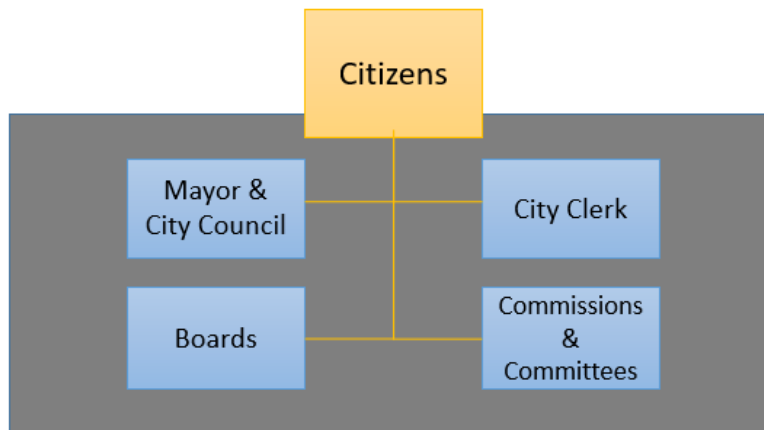 Citizens
Mayor &
City Council
City Clerk
Boards
Commissions
&
Committees